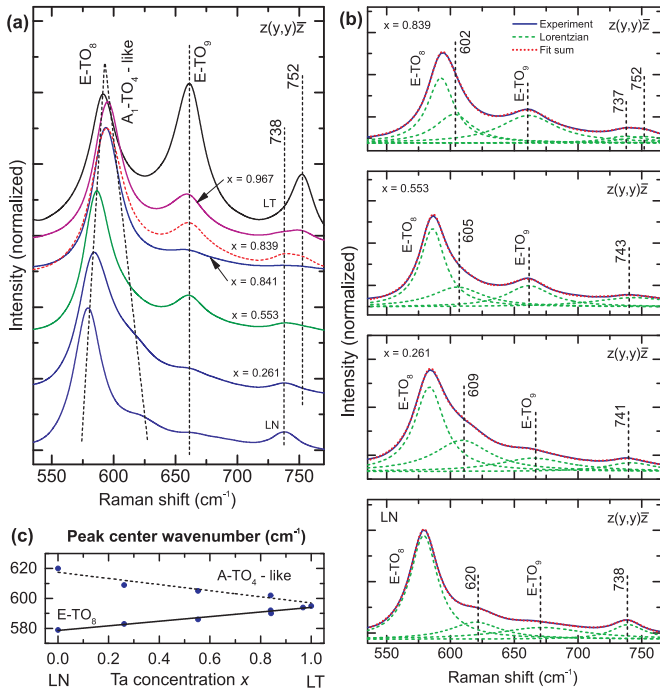 (a)
z(y,y)z̅
E-TO₈
A₁-TO₄ - like
E-TO₉
752
738
LT
x = 0.967
x = 0.839
x = 0.841
x = 0.553
x = 0.261
LN
Intensity (normalized)
550 600 650 700 750
Raman shift (cm⁻¹)
(b)
x = 0.839
Experiment
Lorentzian
Fit sum
z(y,y)z̅
E-TO₈
602
E-TO₉
737
752
x = 0.553
z(y,y)z̅
E-TO₈
605
E-TO₉
743
x = 0.261
z(y,y)z̅
E-TO₈
609
E-TO₉
741
LN
z(y,y)z̅
E-TO₈
620
E-TO₉
738
Intensity (normalized)
550 600 650 700 750
Raman shift (cm⁻¹)
(c)
Peak center wavenumber (cm⁻¹)
620
600
580
A-TO₄ - like
E-TO₈
0.0 0.2 0.4 0.6 0.8 1.0
LN Ta concentration x LT